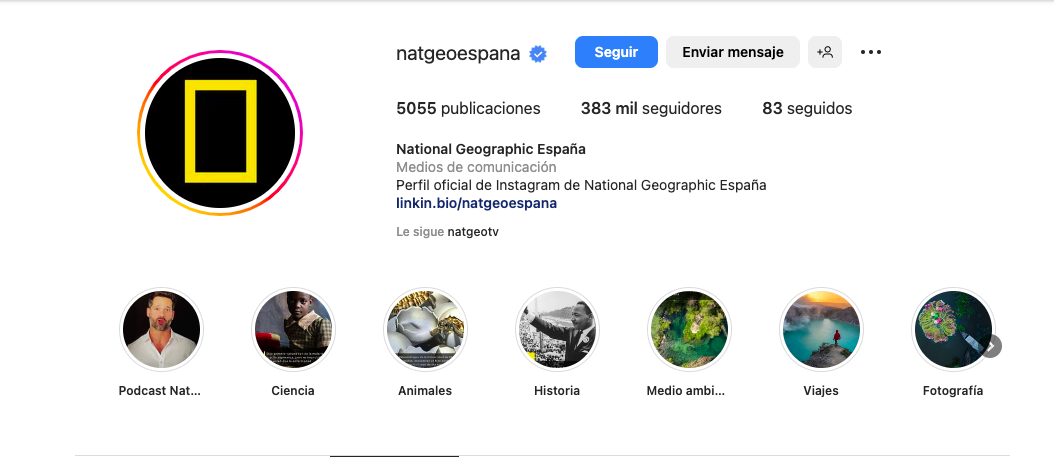 natgeoespana
Seguir
Enviar mensaje
5055 publicaciones
383 mil seguidores
83 seguidos
National Geographic España
Medios de comunicación
Perfil oficial de Instagram de National Geographic España
linkin.bio/natgeoespana
Le sigue natgeotv
Podcast Nat...
Ciencia
Animales
Historia
Medio ambi...
Viajes
Fotografía